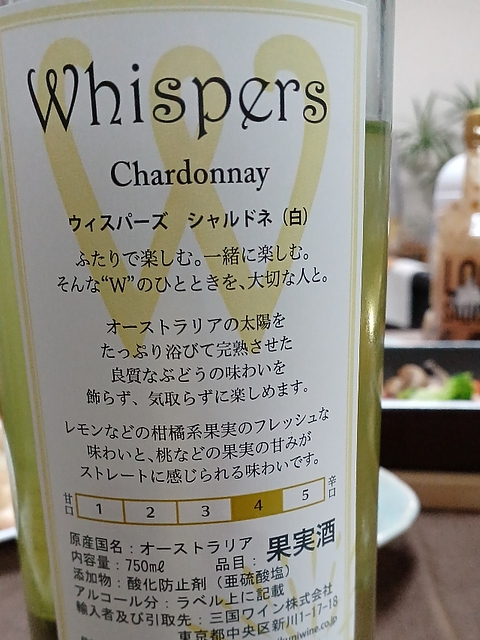 Whispers
Chardonnay
ウィスパーズ シャルドネ（白）
ふたりで楽しむ。一緒に楽しむ。
そんな“W”のひとときを、大切な人と。
オーストラリアの太陽を
たっぷり浴びて完熟させた
良質なぶどうの味わいを
飾らず、気取らずに楽しめます。
レモンなどの柑橘系果実のフレッシュな
味わいと、桃などの果実の甘みが
ストレートに感じられる味わいです。
甘口 1 2 3 4 5 辛口
原産国名：オーストラリア
内容量：750mℓ 品目：果実酒
添加物：酸化防止剤（亜硫酸塩）
アルコール分：ラベル上に記載
輸入者及び引取先：三国ワイン株式会社
東京都中央区新川1-17-18